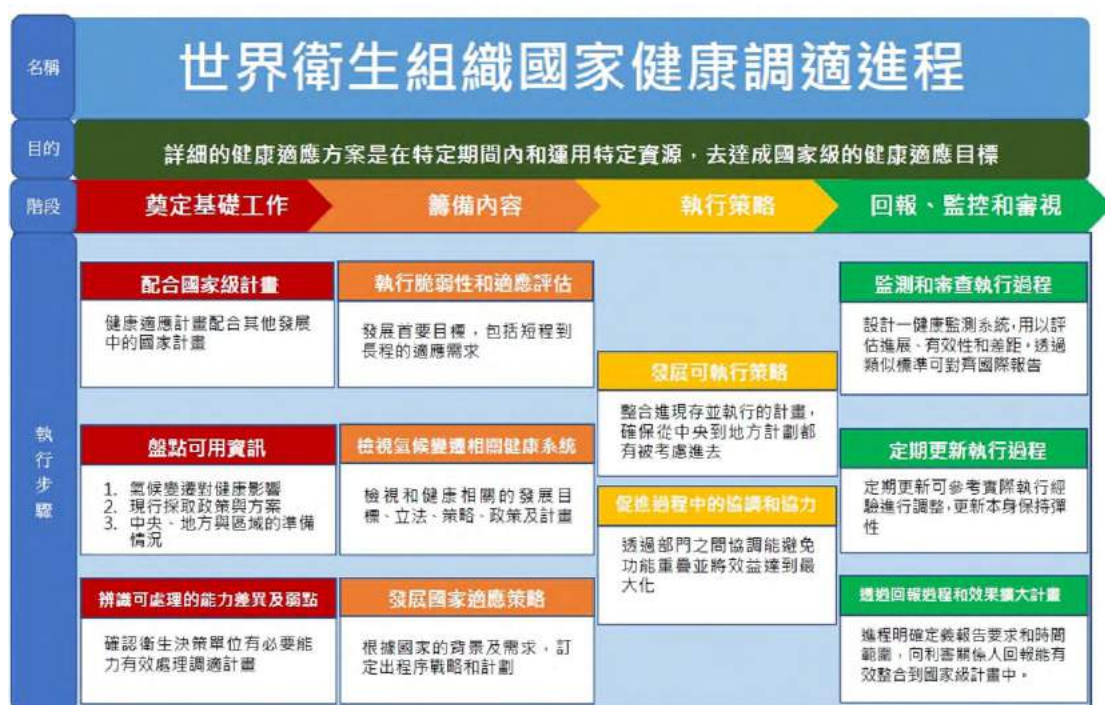 名稱
世界衛生組織國家健康調適進程
目的
詳細的健康適應方案是在特定期間內和運用特定資源，去達成國家級的健康適應目標
階段
奠定基礎工作
籌備內容
執行策略
回報、監控和審視
執行步驟
配合國家級計畫
健康適應計畫配合其他發展
中的國家計畫
盤點可用資訊
1. 氣候變遷對健康影響
2. 現行採取政策與方案
3. 中央、地方與區域的準備
情況
辨識可處理的能力差異及弱點
確認衛生決策單位有必要能
力有效處理調適計畫
執行脆弱性和適應評估
發展首要目標，包括短程到
長程的適應需求
檢視氣候變遷相關健康系統
檢視和健康相關的發展目
標、立法、策略、政策及計畫
發展國家適應策略
根據國家的背景及需求，訂
定出程序戰略和計劃
發展可執行策略
整合進現存並執行的計畫，
確保從中央到地方計劃都
有被考慮進去
促進過程中的協調和協力
透過部門之間協調能避免
功能重疊並將效益達到最
大化
監測和審查執行過程
設計一健康監測系統，用以評
估進展、有效性和差距，透過
類似標準可對齊國際報告
定期更新執行過程
定期更新可參考實際執行經
驗進行調整，更新本身保持彈
性
透過回報過程和效果擴大計畫
進程明確定義報告要求和時間
範圍，向利害關係人回報能有
效整合到國家級計畫中。